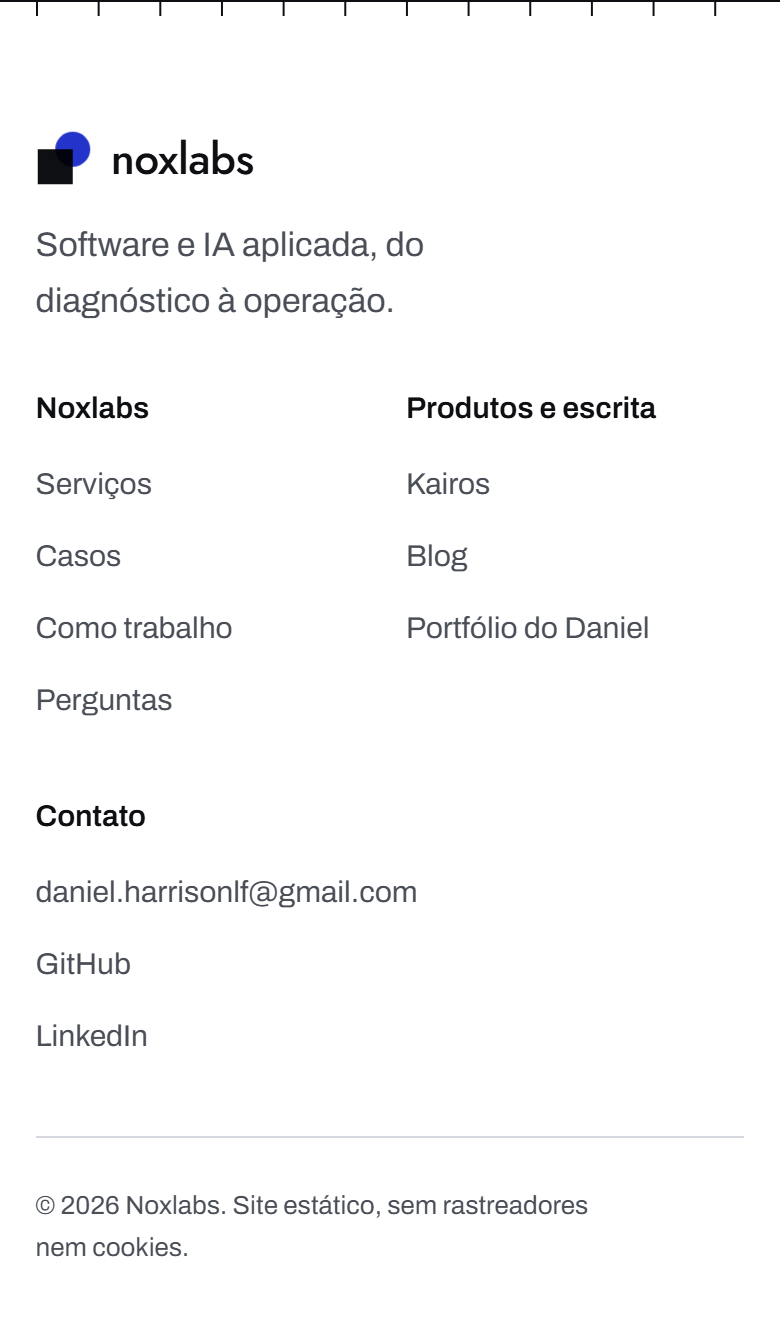 noxlabs
Software e IA aplicada, do
diagnóstico à operação.
Noxlabs
Serviços
Casos
Como trabalho
Perguntas
Produtos e escrita
Kairos
Blog
Portfólio do Daniel
Contato
daniel.harrisonlf@gmail.com
GitHub
LinkedIn
© 2026 Noxlabs. Site estático, sem rastreadores
nem cookies.